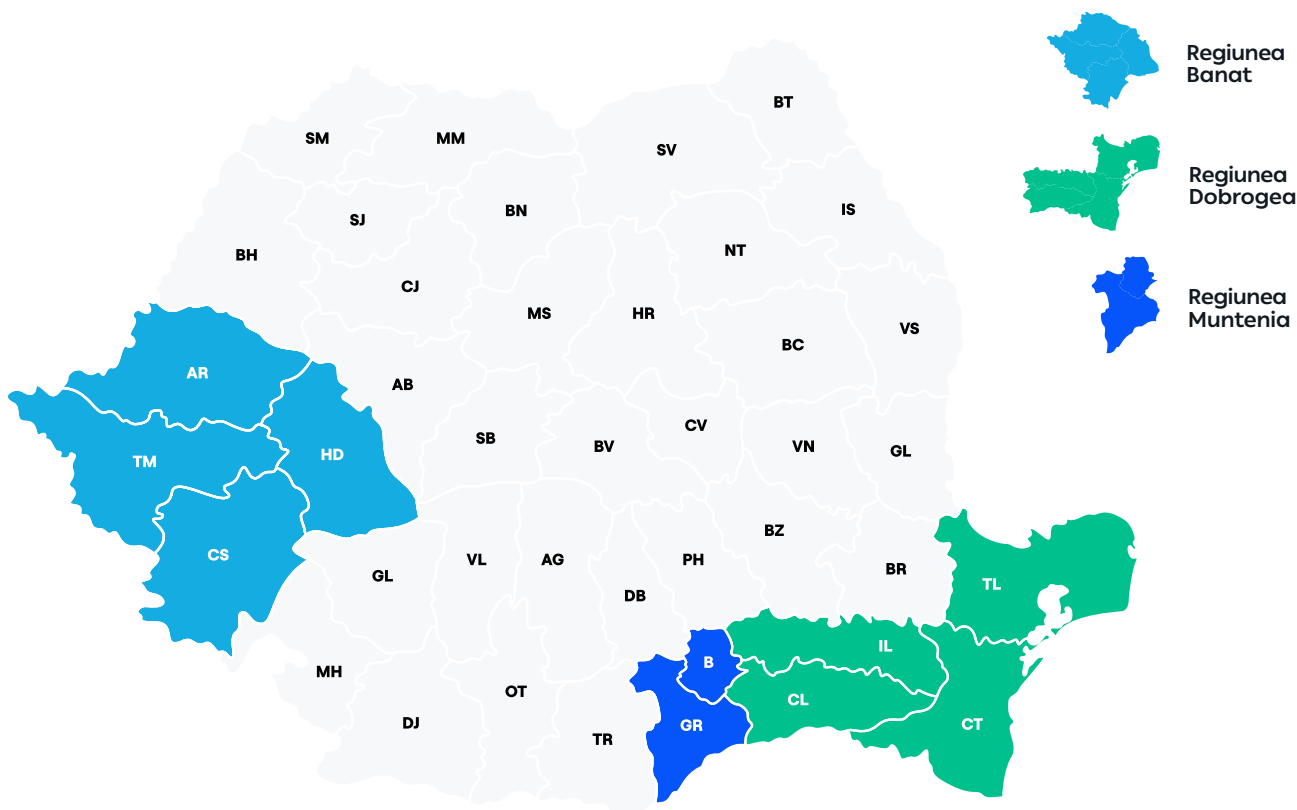 BT
SM
MM
SV
SJ
BN
IS
BH
NT
CJ
MS
HR
VS
BC
AR
AB
CV
SB
BV
VN
GL
TM
HD
BZ
CS
VL
AG
PH
BR
GL
TL
DB
IL
B
MH
OT
CL
DJ
GR
CT
TR
Regiunea
Banat
Regiunea
Dobrogea
Regiunea
Muntenia